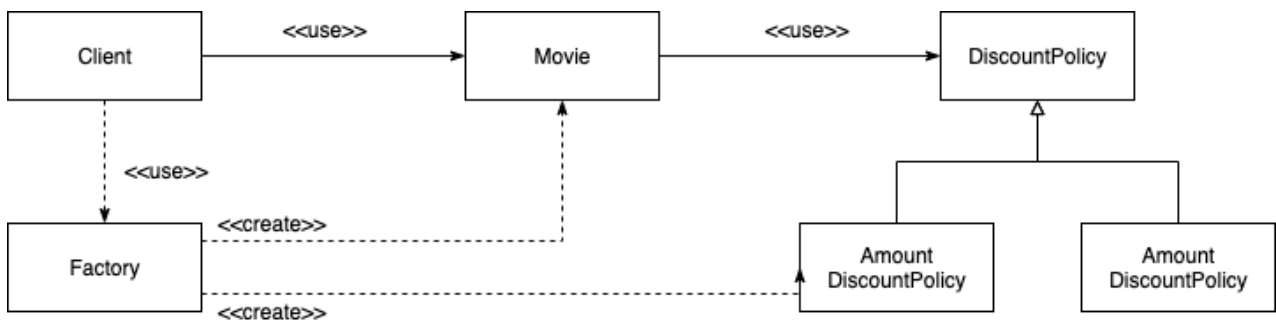 <<use>>
<<use>>
Client
Movie
DiscountPolicy
<<use>>
<<create>>
Factory
Amount
DiscountPolicy
Amount
DiscountPolicy
<<create>>